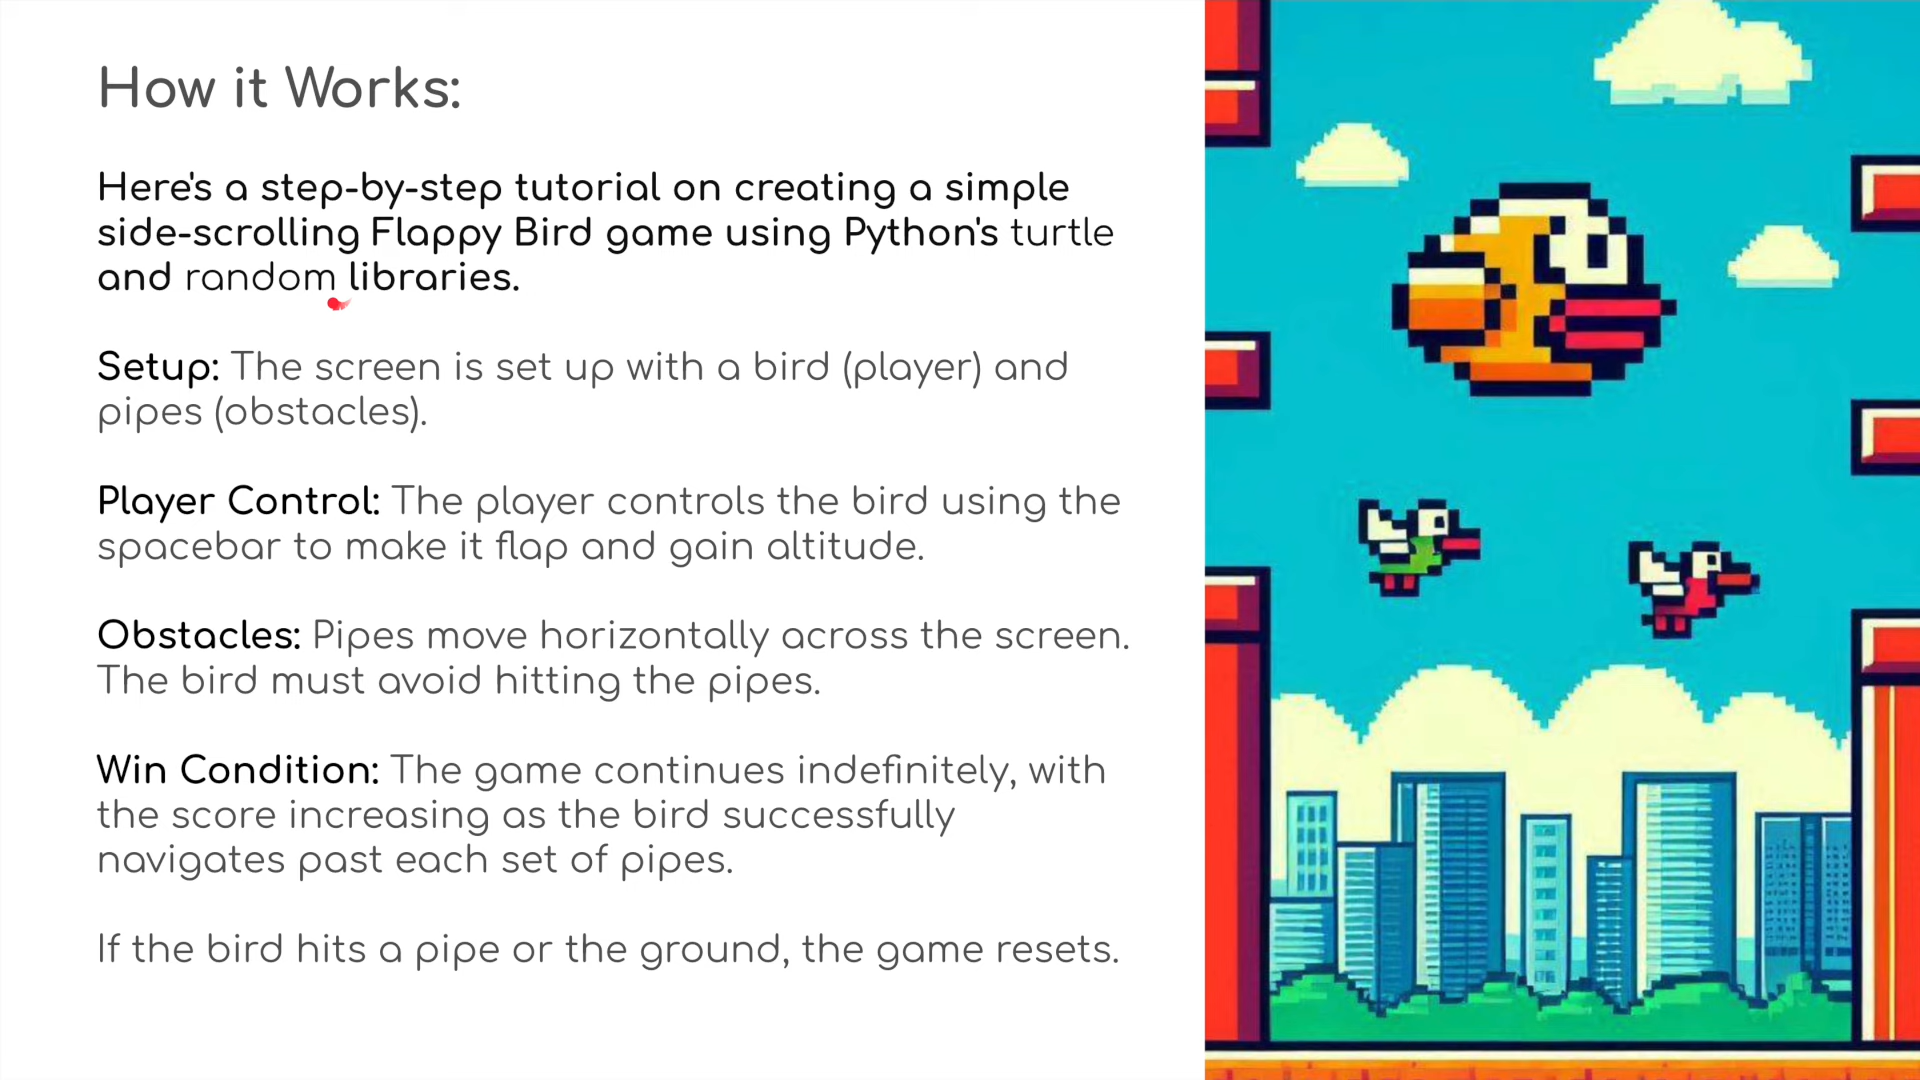 How it Works:
Here's a step-by-step tutorial on creating a simple
side-scrolling Flappy Bird game using Python's turtle
and random libraries.
Setup: The screen is set up with a bird (player) and
pipes (obstacles).
Player Control: The player controls the bird using the
spacebar to make it flap and gain altitude.
Obstacles: Pipes move horizontally across the screen.
The bird must avoid hitting the pipes.
Win Condition: The game continues indefinitely, with
the score increasing as the bird successfully
navigates past each set of pipes.
If the bird hits a pipe or the ground, the game resets.